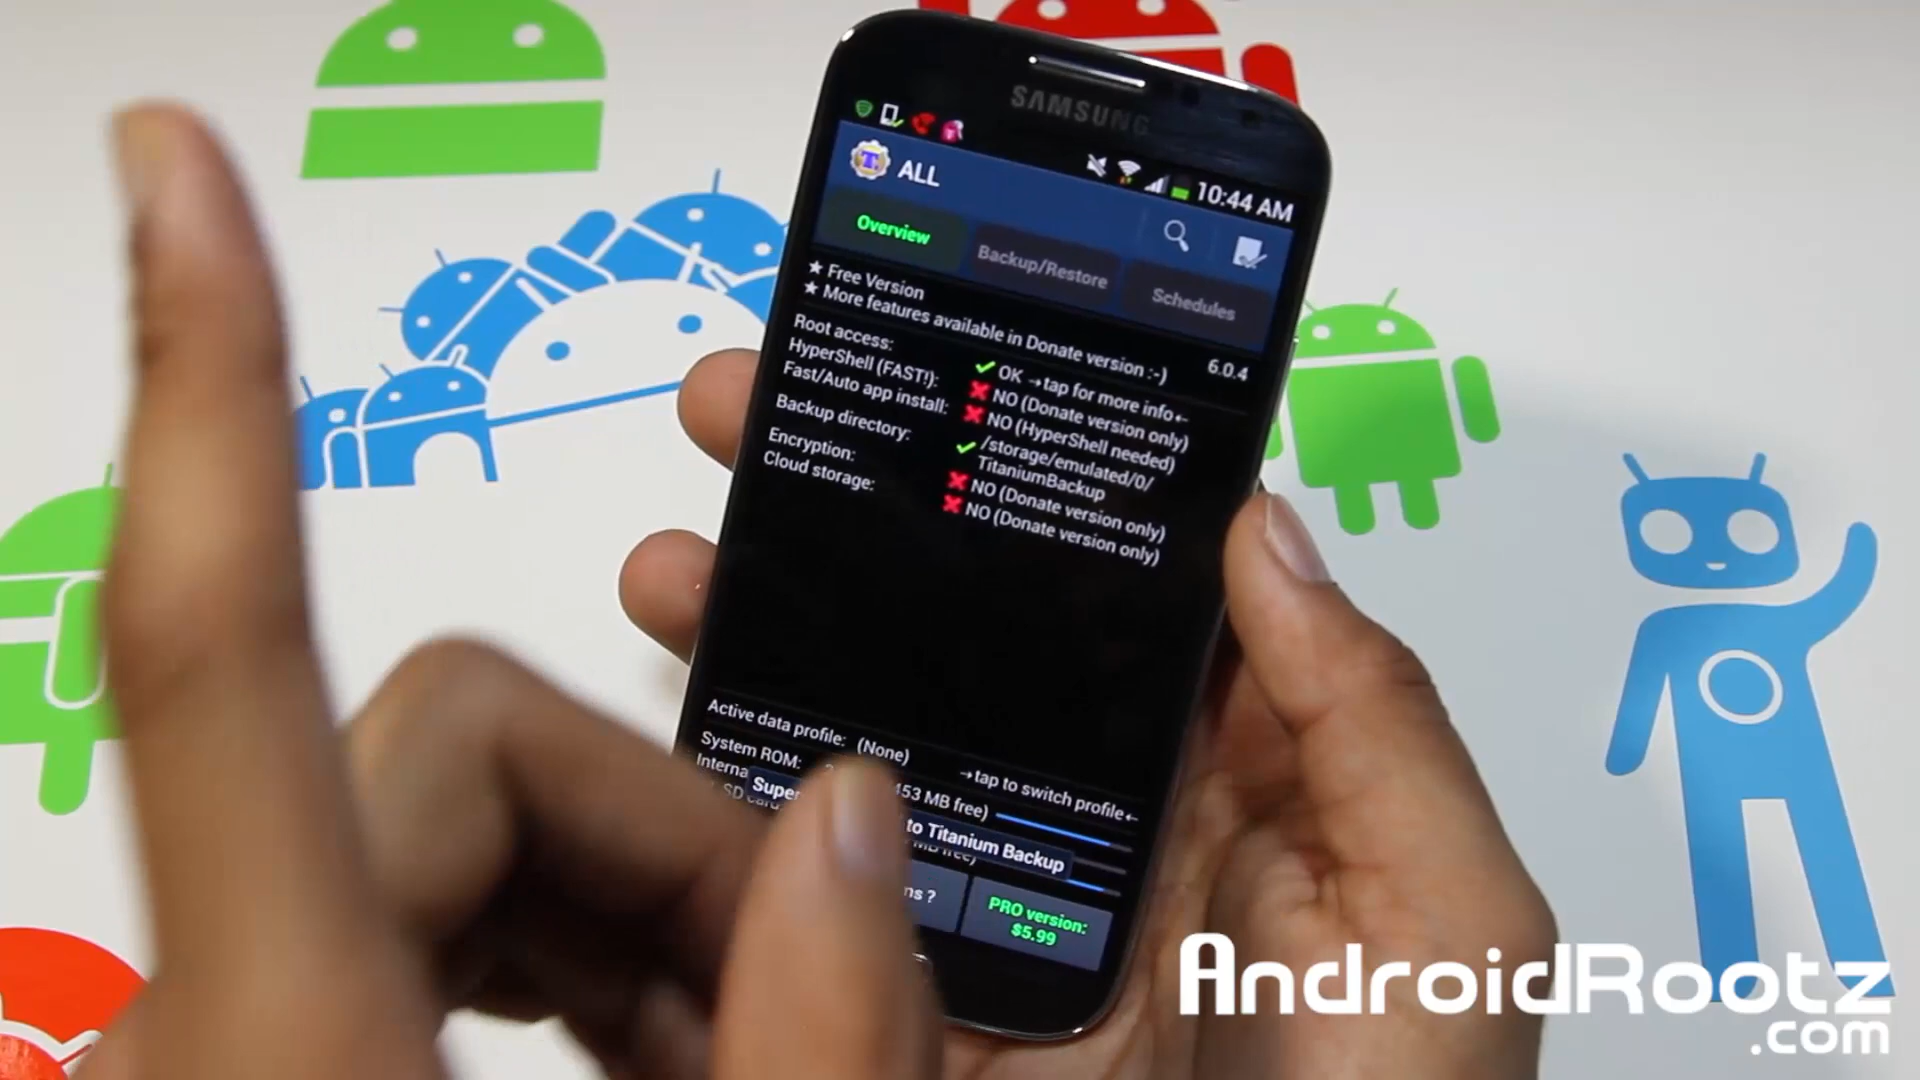 SAMSUNG
10:44 AM
ALL
Overview
Backup/Restore
Schedules
★ Free Version
★ More features available in Donate version :-)
6.0.4
Root access:
OK →tap for more info←
HyperShell (FAST!):
NO (Donate version only)
Fast/Auto app install:
NO (HyperShell needed)
Backup directory:
/storage/emulated/0/
TitaniumBackup
Encryption:
NO (Donate version only)
Cloud storage:
NO (Donate version only)
Active data profile: (None)
→tap to switch profile←
System ROM:
453 MB free)
to Titanium Backup
PRO version:
$5.99
AndroidRootz
.com